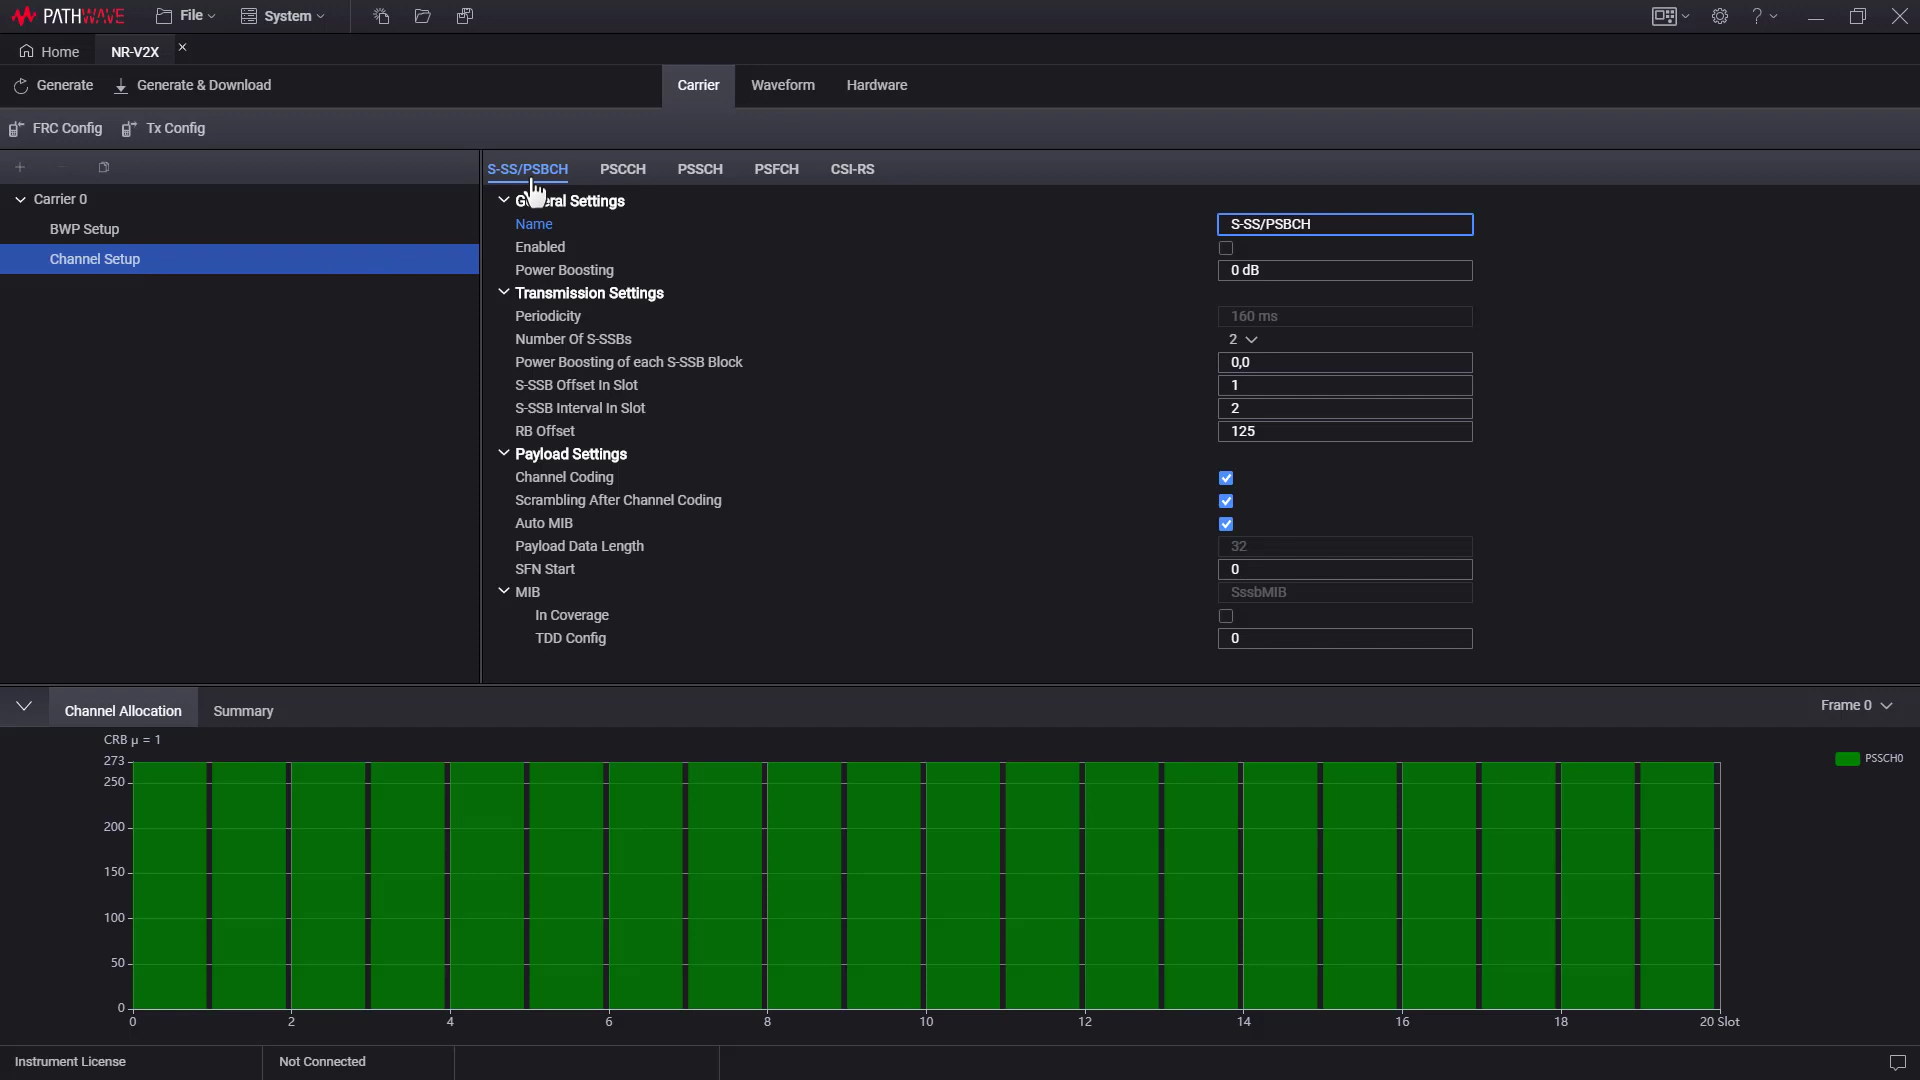 PATHWAVE File System ?
Home NR-V2X
Generate Generate & Download Carrier Waveform Hardware
FRC Config Tx Config
S-SS/PSBCH PSCCH PSSCH PSFCH CSI-RS
Carrier 0
BWP Setup
Channel Setup
G eral Settings
Name S-SS/PSBCH
Enabled
Power Boosting 0 dB
Transmission Settings
Periodicity 160 ms
Number Of S-SSBs 2
Power Boosting of each S-SSB Block 0,0
S-SSB Offset In Slot 1
S-SSB Interval In Slot 2
RB Offset 125
Payload Settings
Channel Coding
Scrambling After Channel Coding
Auto MIB
Payload Data Length 32
SFN Start 0
MIB SssbMIB
In Coverage
TDD Config 0
Channel Allocation Summary Frame 0
CRB μ = 1
273
250
200
150
100
50
0
0 2 4 6 8 10 12 14 16 18 20 Slot
PSSCH0
Instrument License Not Connected